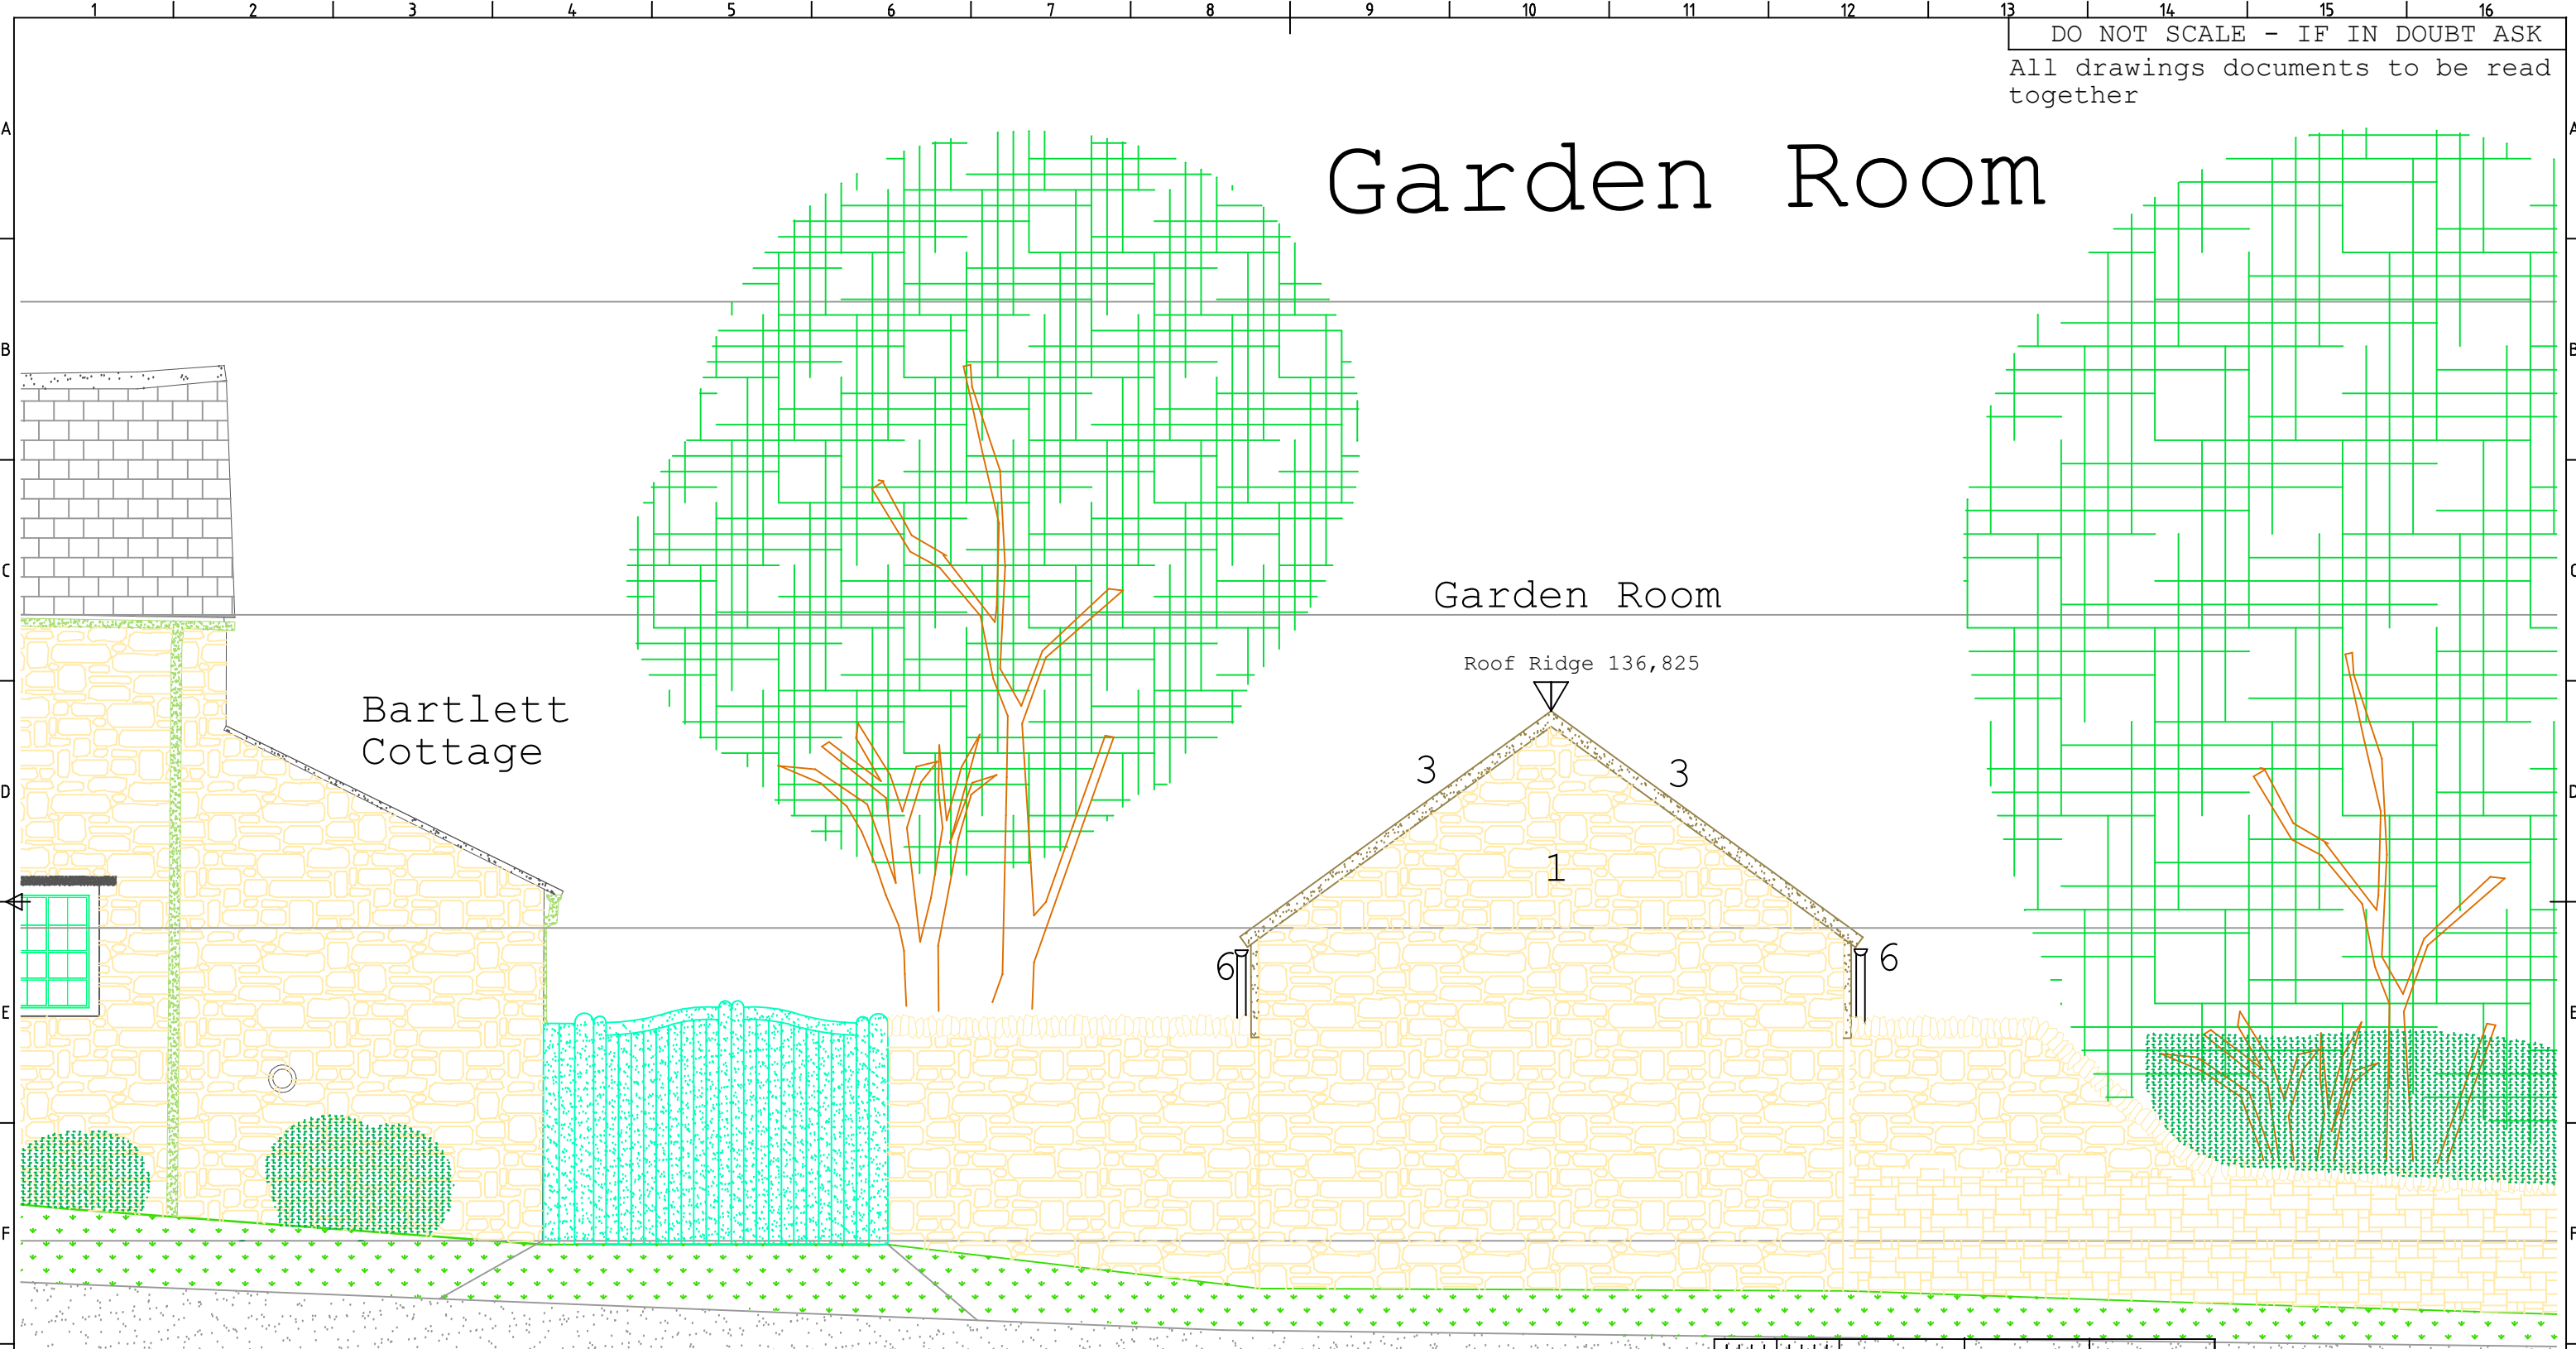 1 2 3 4 5 6 7 8 9 10 11 12 13 14 15 16
DO NOT SCALE - IF IN DOUBT ASK
All drawings documents to be read
together
A A
Garden Room
B B
C C
Garden Room
Roof Ridge 136,825
Bartlett
Cottage
3 3
D D
1
6 6
E E
F F